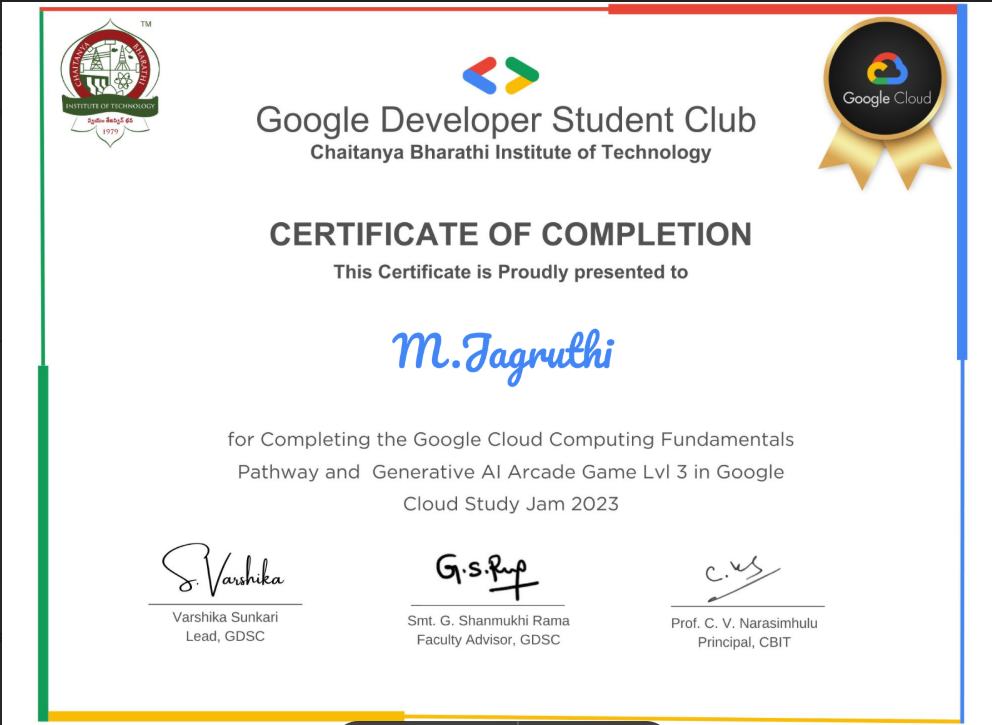 TM
CHAITANYA BHARATHI
INSTITUTE OF TECHNOLOGY
స్వయం తేజస్విన్ భవ
1979
Google Cloud
Google Developer Student Club
Chaitanya Bharathi Institute of Technology
CERTIFICATE OF COMPLETION
This Certificate is Proudly presented to
M.Jagruthi
for Completing the Google Cloud Computing Fundamentals
Pathway and Generative AI Arcade Game Lvl 3 in Google
Cloud Study Jam 2023
S.Varshika
G.S.Rup
Varshika Sunkari
Lead, GDSC
Smt. G. Shanmukhi Rama
Faculty Advisor, GDSC
Prof. C. V. Narasimhulu
Principal, CBIT